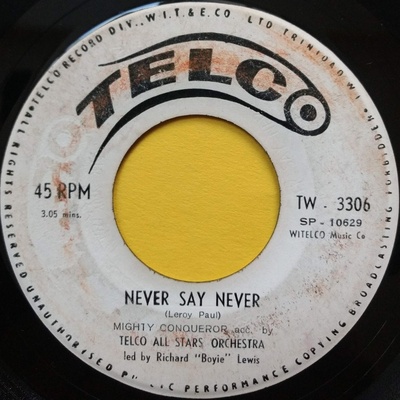 TELCO RECORD DIV., W.I.T. & E. CO LTD TRINIDAD W.I.
ALL RIGHTS RESERVED UNAUTHORISED PUBLIC PERFORMANCE COPYING BROADCASTING
TELCO
45 RPM
3.05 mins.
TW - 3306
SP - 10629
WITELCO Music Co
NEVER SAY NEVER
(Leroy Paul)
MIGHTY CONQUEROR acc. by
TELCO ALL STARS ORCHESTRA
led by Richard "Boyie" Lewis